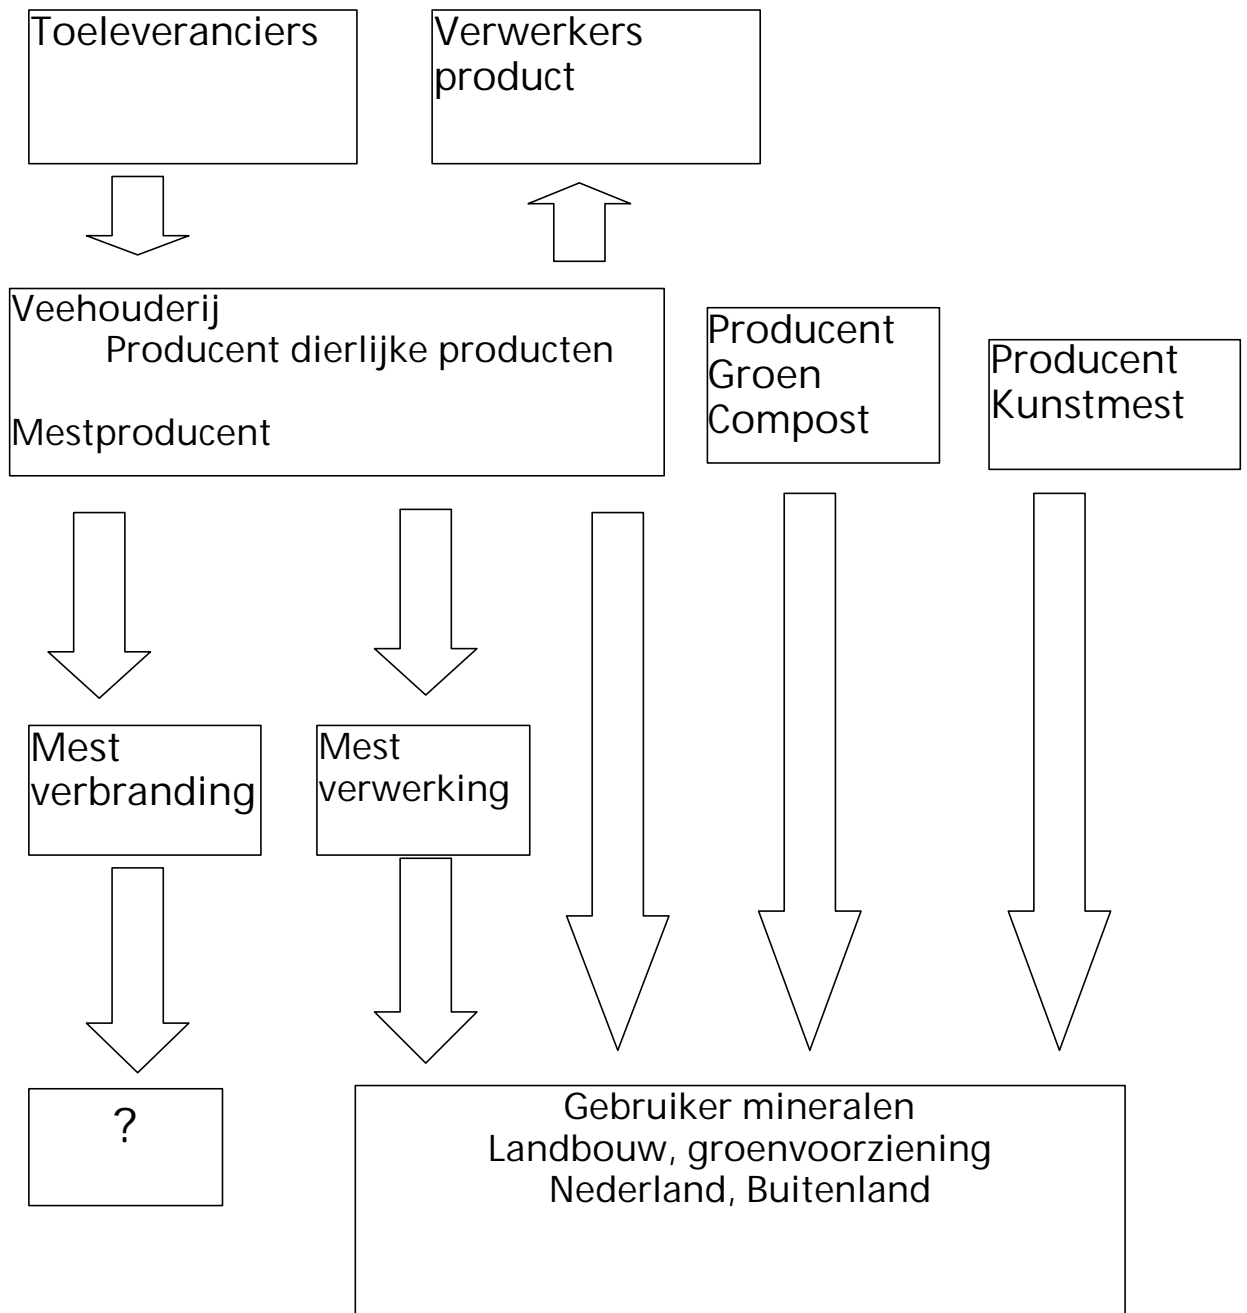 Toeleveranciers
Verwerkers
product
Veehouderij
Producent dierlijke producten
Mestproducent
Producent
Groen
Compost
Producent
Kunstmest
Mest
verbranding
Mest
verwerking
?
Gebruiker mineralen
Landbouw, groenvoorziening
Nederland, Buitenland